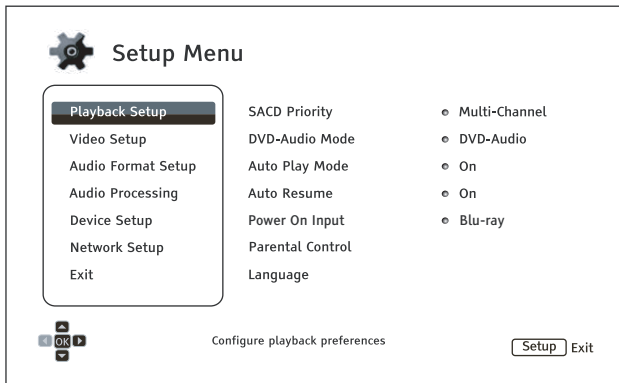 Setup Menu
Playback Setup
Video Setup
Audio Format Setup
Audio Processing
Device Setup
Network Setup
Exit
SACD Priority
DVD-Audio Mode
Auto Play Mode
Auto Resume
Power On Input
Parental Control
Language
Multi-Channel
DVD-Audio
On
On
Blu-ray
OK
Configure playback preferences
Setup Exit